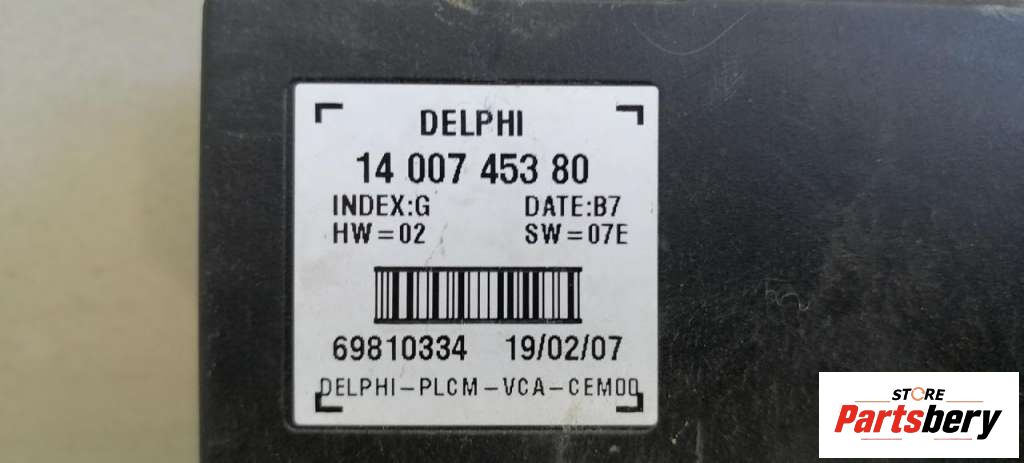 DELPHI
14 007 453 80
INDEX:G DATE:B7
HW=02 SW=07E
69810334 19/02/07
DELPHI-PLCM-VCA-CEM00
STORE
Partsbery